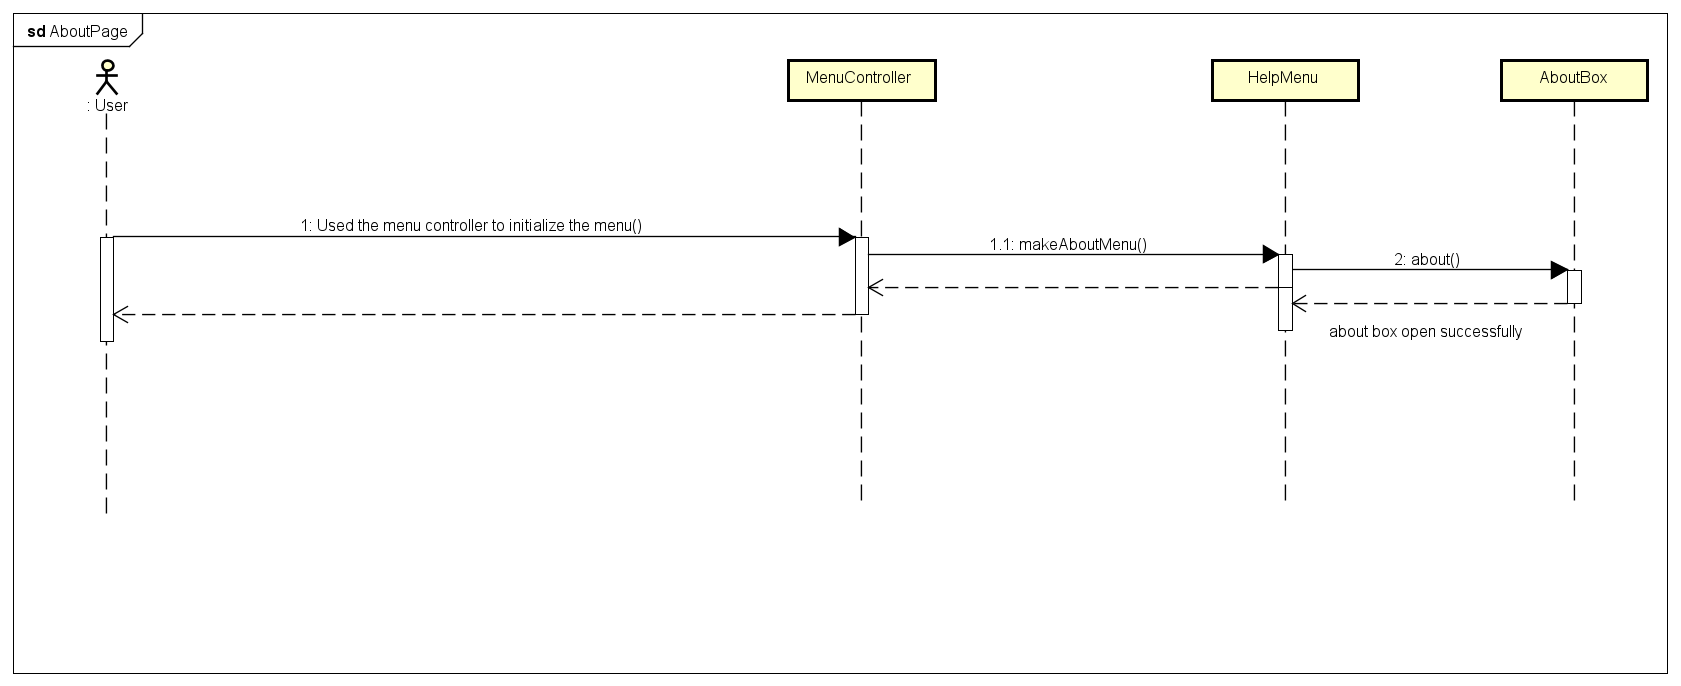 sd AboutPage
: User
MenuController
HelpMenu
AboutBox
1: Used the menu controller to initialize the menu()
1.1: makeAboutMenu()
2: about()
about box open successfully